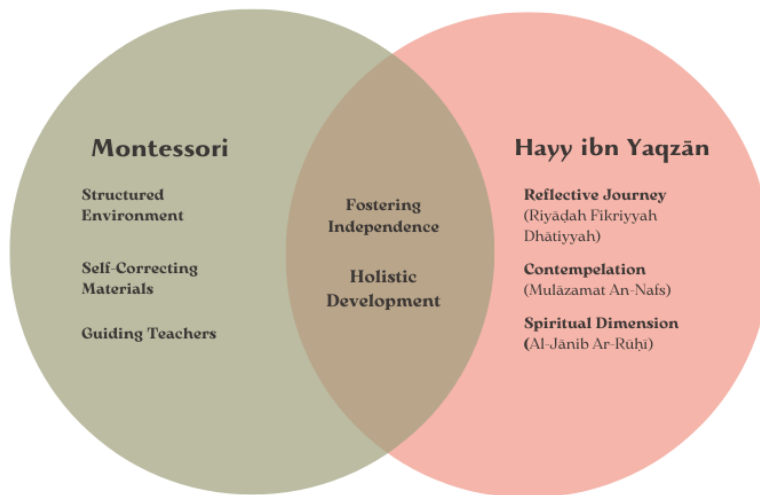 Montessori
Structured
Environment
Self-Correcting
Materials
Guiding Teachers
Fostering
Independence
Holistic
Development
Hayy ibn Yaqzān
Reflective Journey
(Riyāḍah Fikriyyah
Dhātiyyah)
Contempelation
(Mulāzamat An-Nafs)
Spiritual Dimension
(Al-Jānib Ar-Rūḥī)